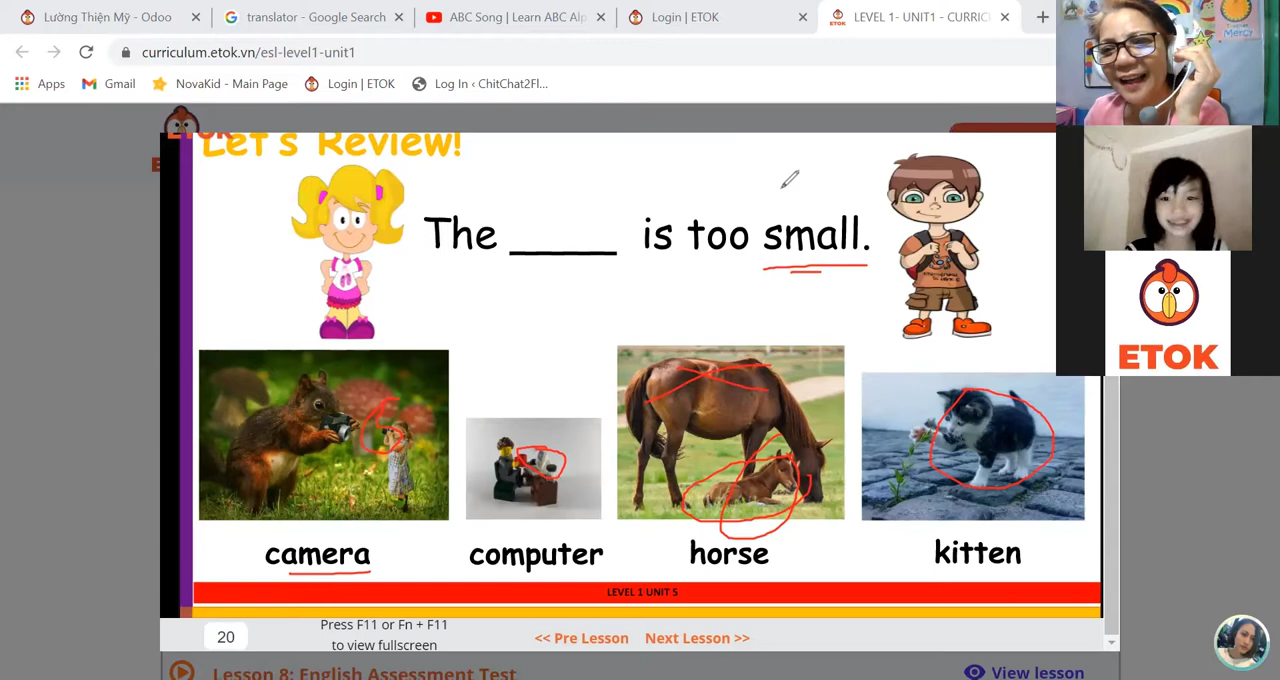 Lường Thiện Mỹ - Odoo
translator - Google Search
ABC Song | Learn ABC Alp
Login | ETOK
LEVEL 1- UNIT1 - CURRIC
curriculum.etok.vn/esl-level1-unit1
Apps
Gmail
NovaKid - Main Page
Login | ETOK
Log In ‹ ChitChat2Fl...
Let's Review!
The ____ is too small.
ETOK
camera
computer
horse
kitten
LEVEL 1 UNIT 5
20
Press F11 or Fn + F11
to view fullscreen
<< Pre Lesson
Next Lesson >>
Lesson 8: English Assessment Test
View lesson